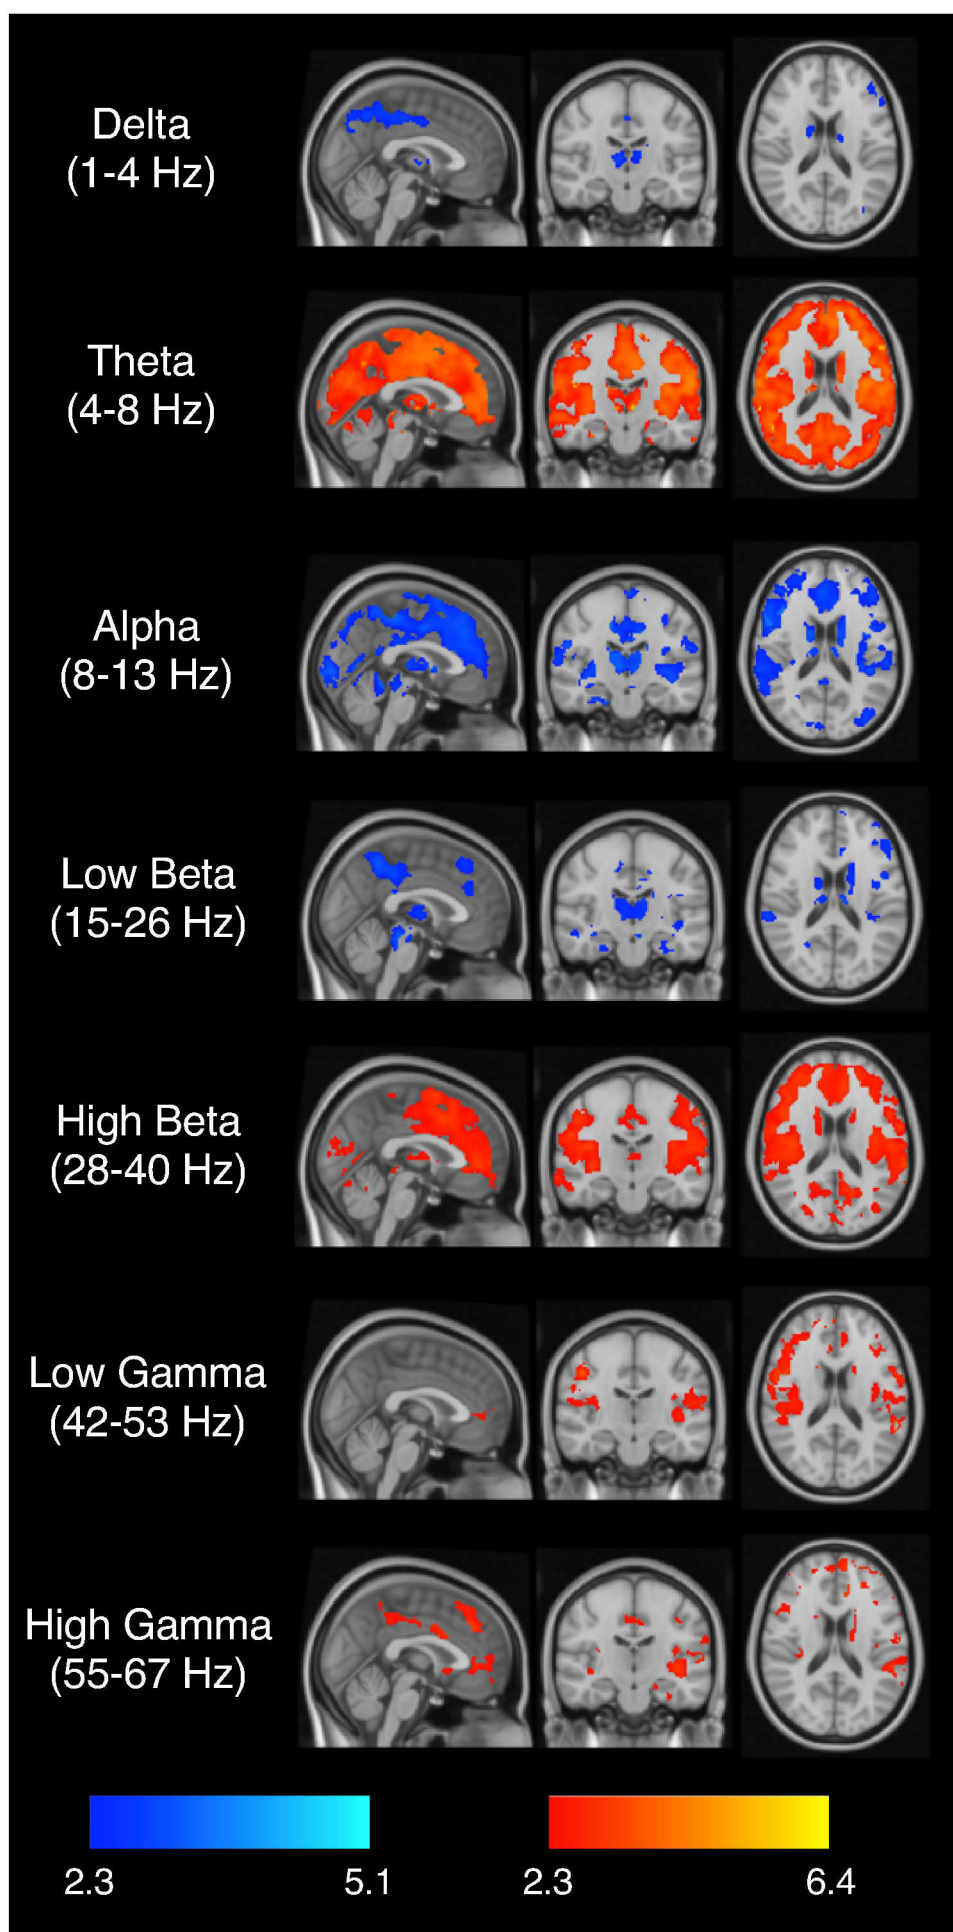 Delta
(1-4 Hz)
Theta
(4-8 Hz)
Alpha
(8-13 Hz)
Low Beta
(15-26 Hz)
High Beta
(28-40 Hz)
Low Gamma
(42-53 Hz)
High Gamma
(55-67 Hz)
2.3 5.1 2.3 6.4